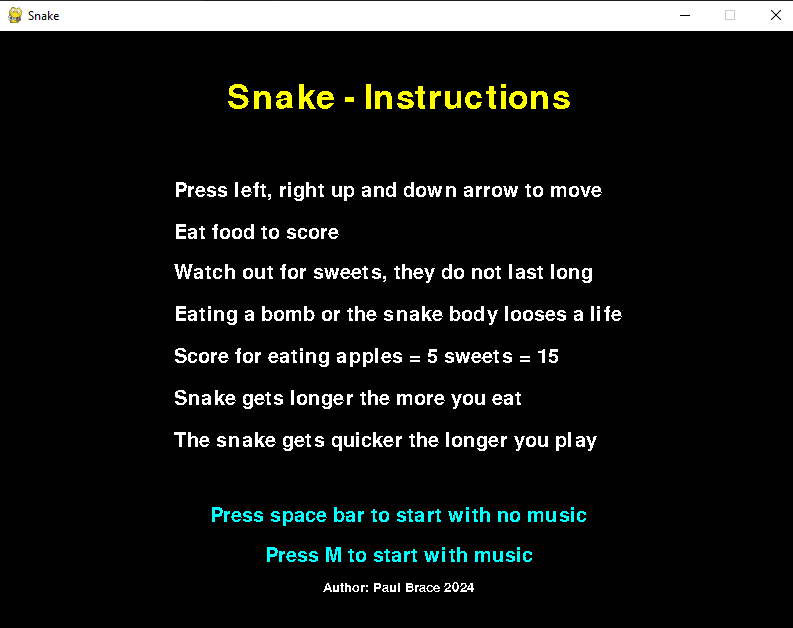 Snake
Snake - Instructions
Press left, right up and down arrow to move
Eat food to score
Watch out for sweets, they do not last long
Eating a bomb or the snake body looses a life
Score for eating apples = 5 sweets = 15
Snake gets longer the more you eat
The snake gets quicker the longer you play
Press space bar to start with no music
Press M to start with music
Author: Paul Brace 2024